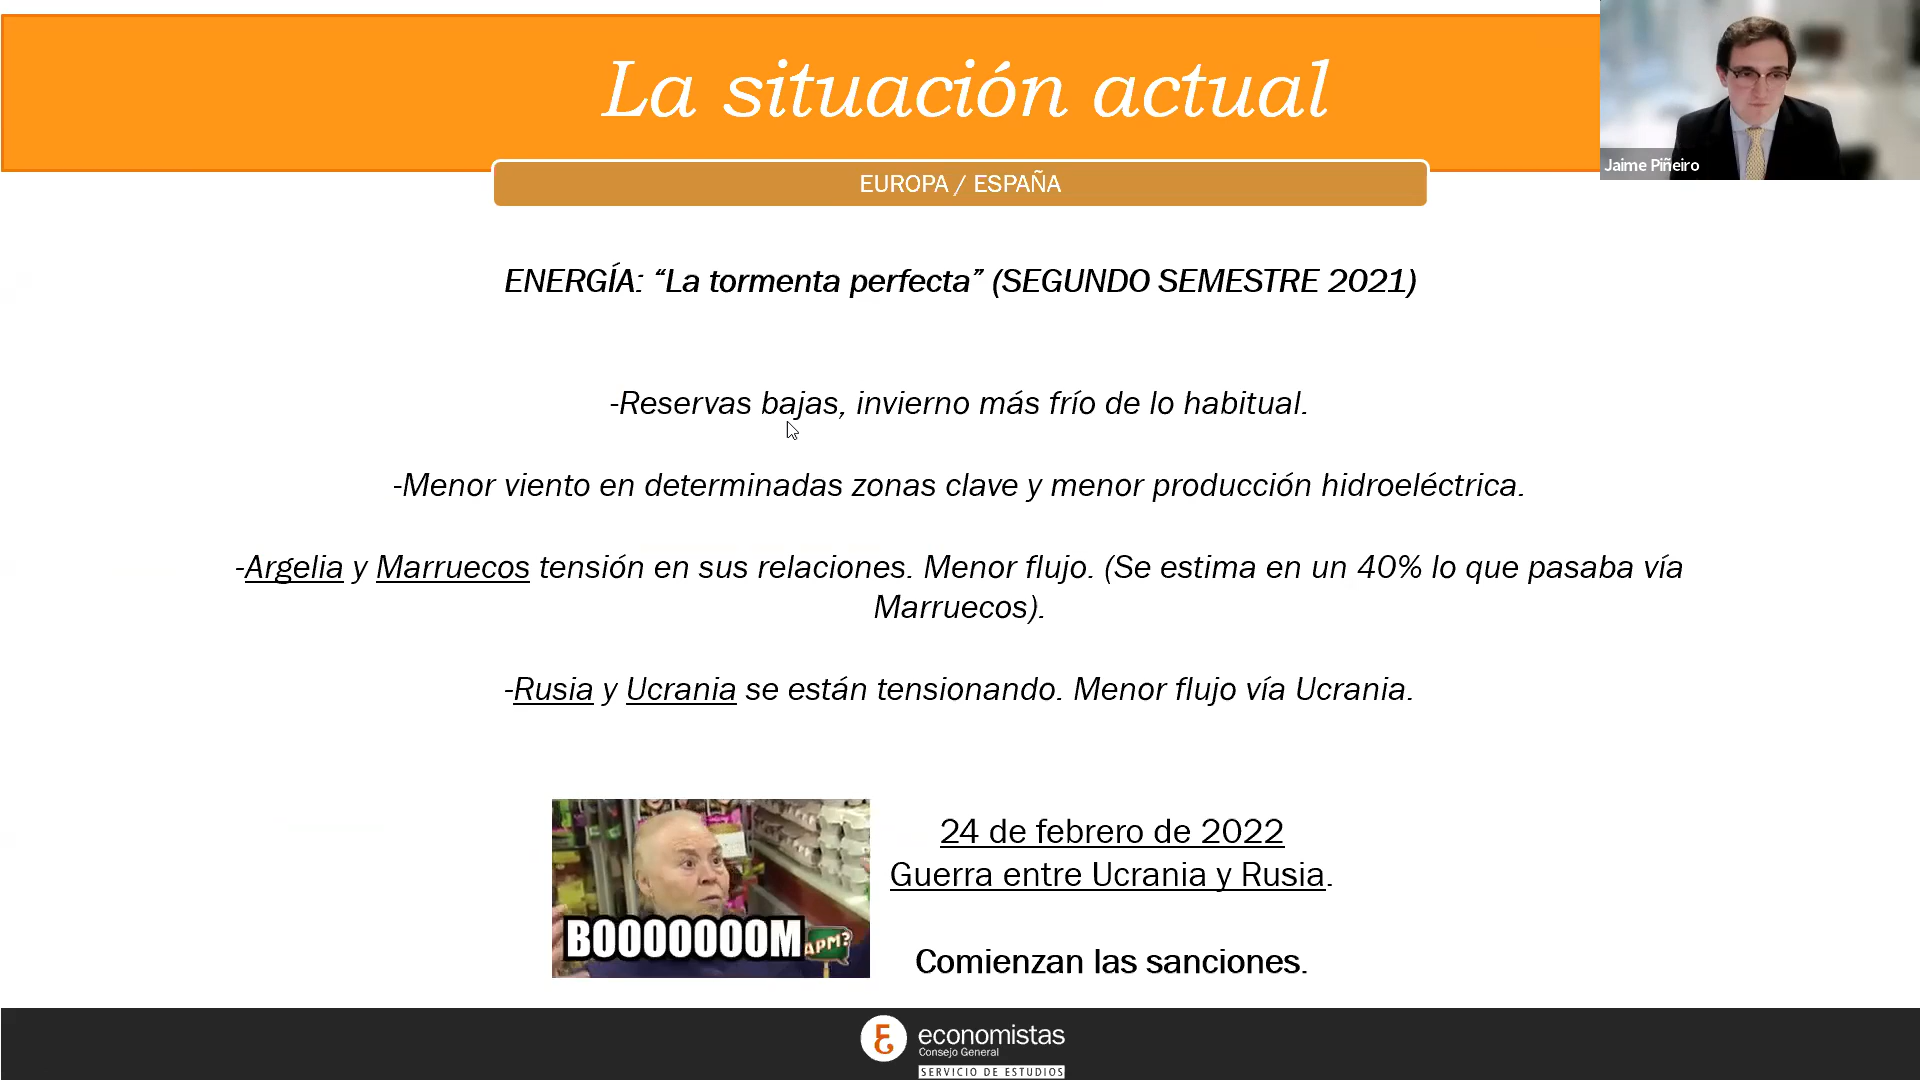 La situación actual
Jaime Piñeiro
EUROPA / ESPAÑA
ENERGÍA: “La tormenta perfecta” (SEGUNDO SEMESTRE 2021)
-Reservas bajas, invierno más frío de lo habitual.
-Menor viento en determinadas zonas clave y menor producción hidroeléctrica.
-Argelia y Marruecos tensión en sus relaciones. Menor flujo. (Se estima en un 40% lo que pasaba vía
Marruecos).
-Rusia y Ucrania se están tensionando. Menor flujo vía Ucrania.
BOOOOOOOM
APM?
24 de febrero de 2022
Guerra entre Ucrania y Rusia.
Comienzan las sanciones.
economistas
Consejo General
SERVICIO DE ESTUDIOS